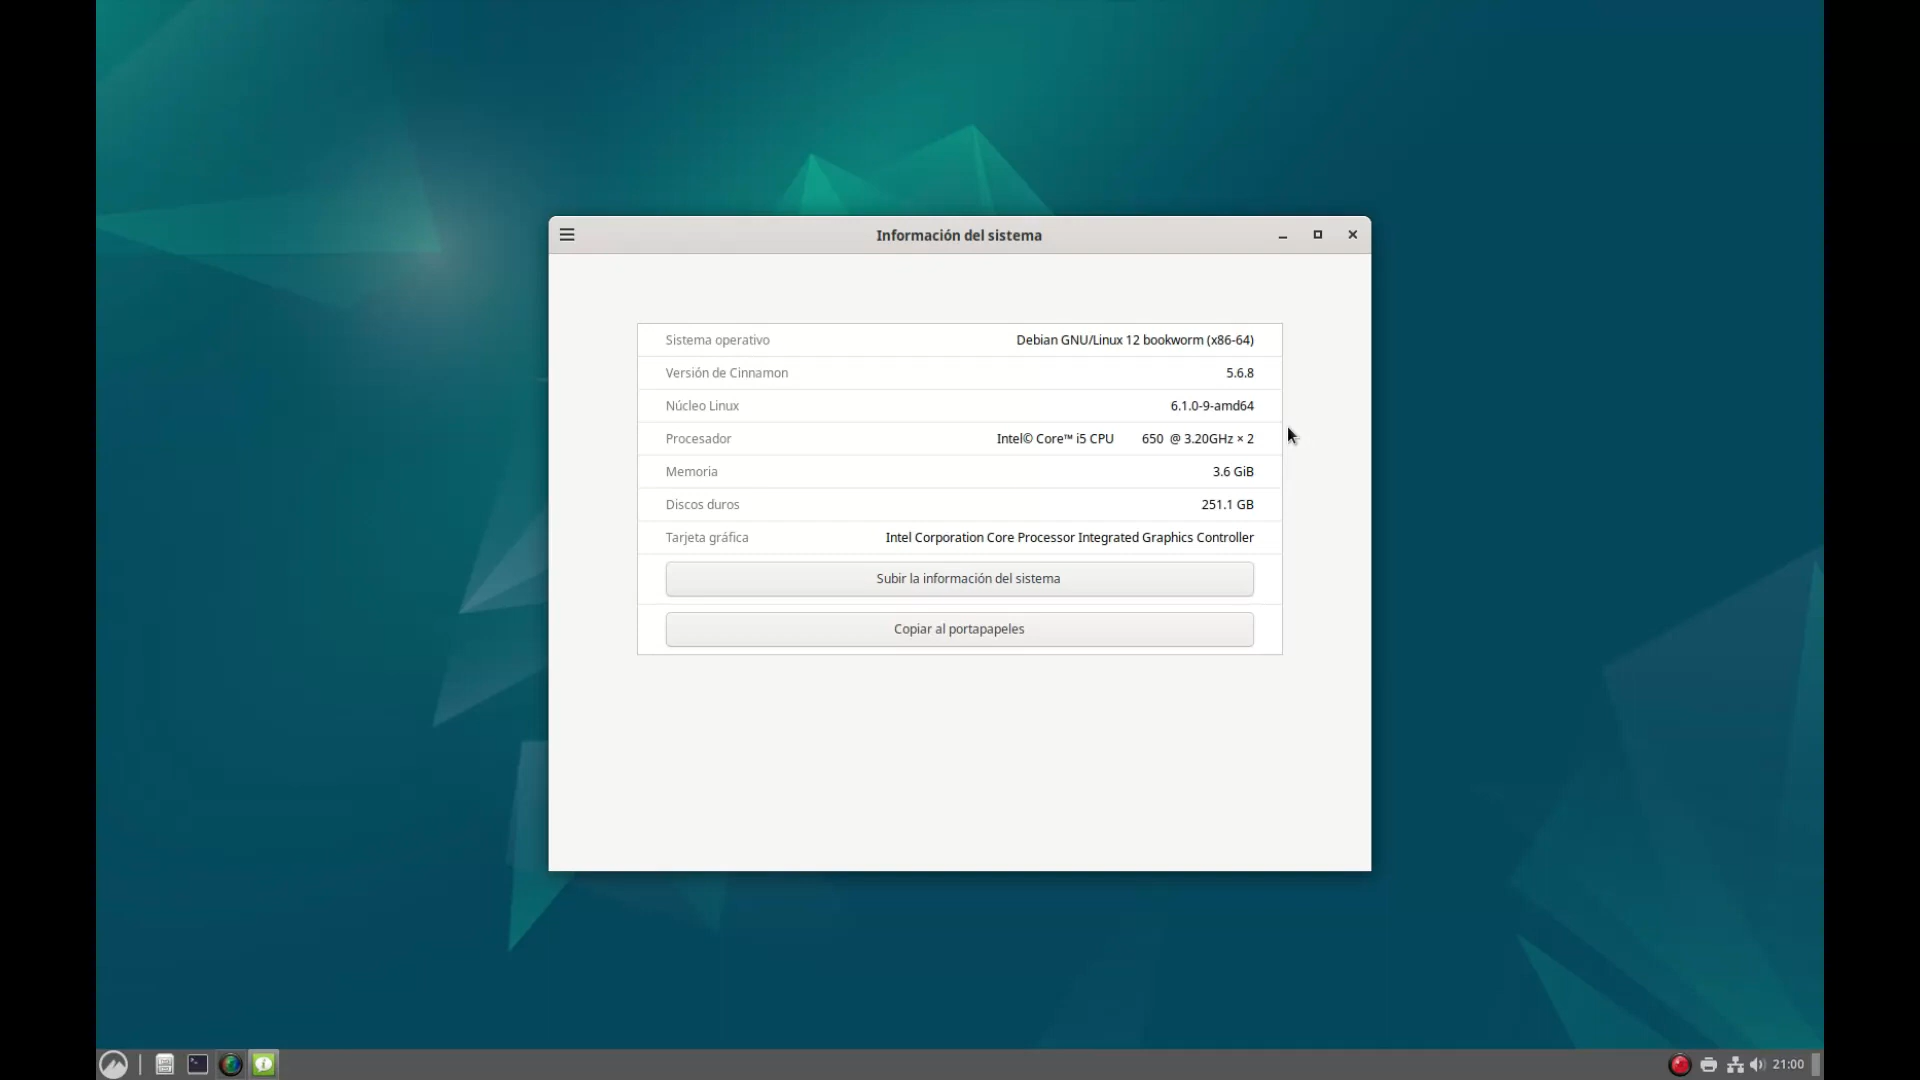 Información del sistema
Sistema operativo Debian GNU/Linux 12 bookworm (x86-64)
Versión de Cinnamon 5.6.8
Núcleo Linux 6.1.0-9-amd64
Procesador Intel© Core™ i5 CPU 650 @ 3.20GHz × 2
Memoria 3.6 GiB
Discos duros 251.1 GB
Tarjeta gráfica Intel Corporation Core Processor Integrated Graphics Controller
Subir la información del sistema
Copiar al portapapeles
21:00